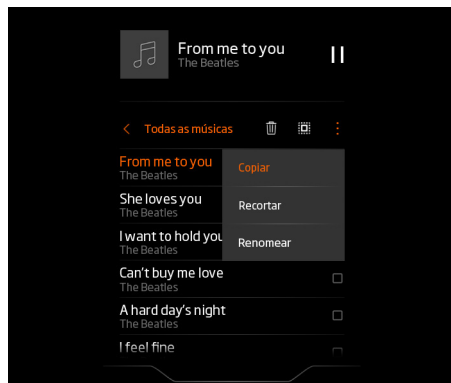 From me to you
The Beatles
Todas as músicas
From me to you
The Beatles
Copiar
She loves you
The Beatles
Recortar
I want to hold you
The Beatles
Renomear
Can't buy me love
The Beatles
A hard day's night
The Beatles
I feel fine